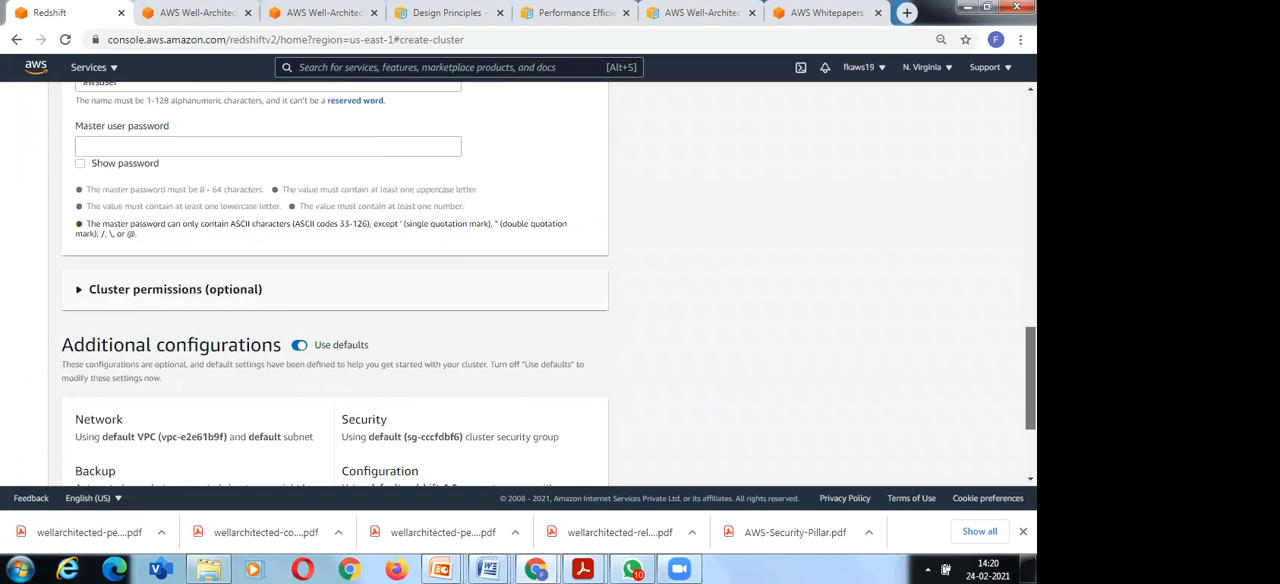 Redshift
AWS Well-Architec
AWS Well-Architec
Design Principles -
Performance Efficie
AWS Well-Architec
AWS Whitepapers
console.aws.amazon.com/redshiftv2/home?region=us-east-1#create-cluster
F
aws
Services
Search for services, features, marketplace products, and docs
[Alt+S]
fkaws19
N. Virginia
Support
awsuser
The name must be 1-128 alphanumeric characters, and it can't be a reserved word.
Master user password
Show password
The master password must be 8 - 64 characters.
The value must contain at least one uppercase letter.
The value must contain at least one lowercase letter.
The value must contain at least one number.
The master password can only contain ASCII characters (ASCII codes 33-126), except ' (single quotation mark), " (double quotation
mark), /, \, or @.
Cluster permissions (optional)
Additional configurations
Use defaults
These configurations are optional, and default settings have been defined to help you get started with your cluster. Turn off "Use defaults" to
modify these settings now.
Network
Using default VPC (vpc-e2e61b9f) and default subnet
Security
Using default (sg-cccfdbf6) cluster security group
Backup
Configuration
Feedback
English (US)
© 2008 - 2021, Amazon Internet Services Private Ltd. or its affiliates. All rights reserved.
Privacy Policy
Terms of Use
Cookie preferences
wellarchitected-pe....pdf
wellarchitected-co....pdf
wellarchitected-pe....pdf
wellarchitected-rel....pdf
AWS-Security-Pillar.pdf
Show all
10
14:20
24-02-2021